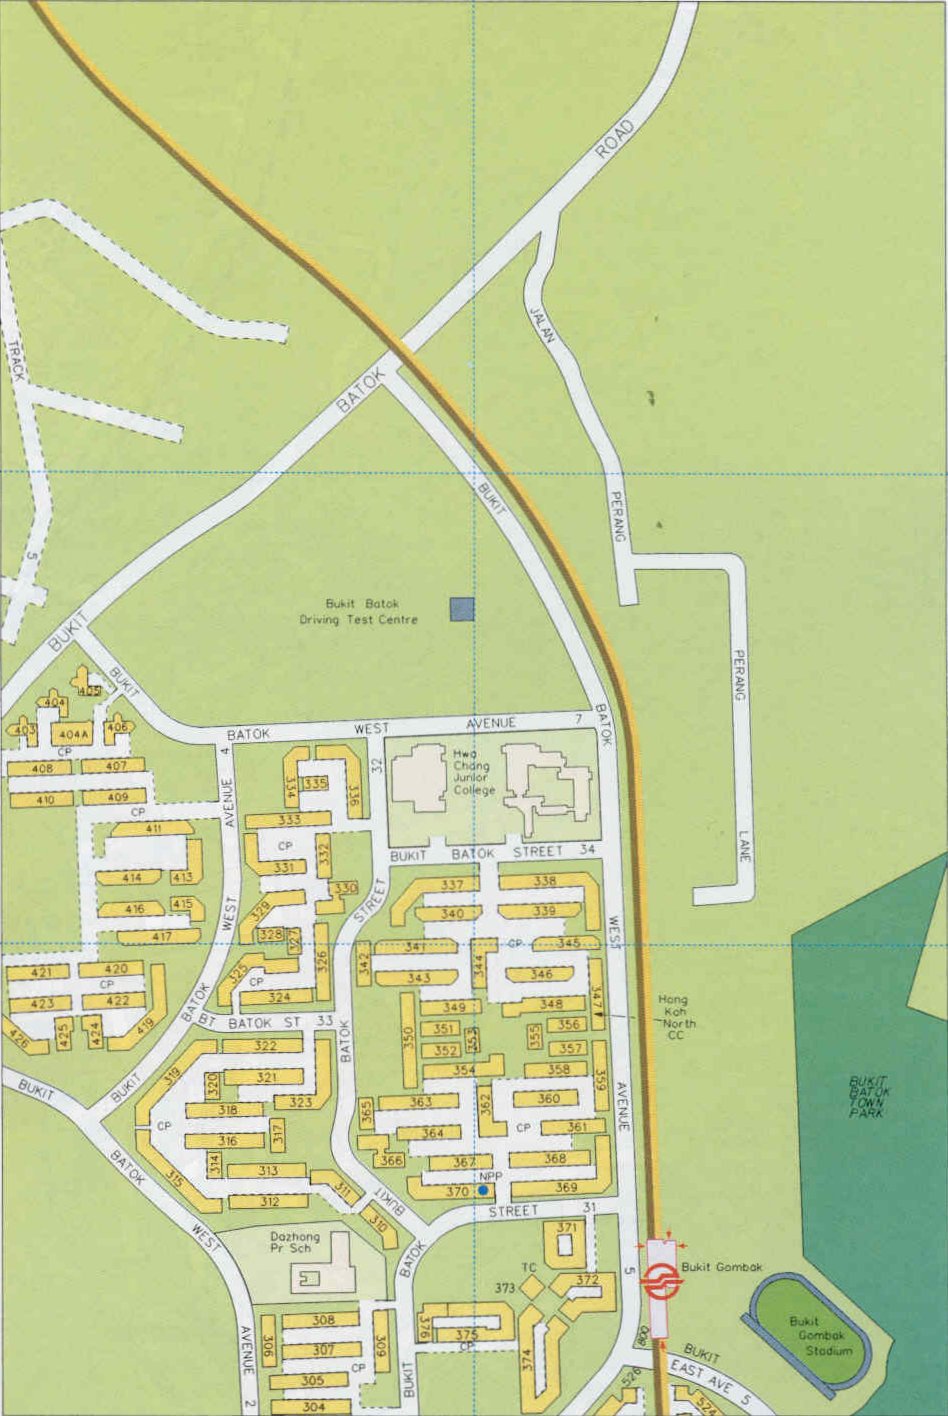 ROAD
JALAN
TRACK
BATOK
BUKIT
PERANG
5
Bukit Batok
Driving Test Centre
BUKIT
PERANG
BUKIT
405
404
403
404A
406
CP
BATOK
WEST
AVENUE
7
BATOK
4
32
408
407
410
409
CP
411
AVENUE
334
335
336
333
CP
331
332
Hwa
Chong
Junior
College
BUKIT BATOK STREET 34
LANE
414
413
416
415
417
WEST
330
329
328
327
326
STREET
337
338
340
339
341
CP
345
342
343
344
346
WEST
421
420
CP
423
422
419
426
425
424
BATOK
325
CP
324
BT BATOK ST 33
BATOK
347
349
348
350
351
353
355
356
352
357
354
358
359
Hong
Kah
North
CC
322
319
320
321
323
318
BUKIT
BUKIT
CP
316
317
315
314
313
312
311
310
365
363
362
360
364
CP
361
366
367
368
NPP
370
369
AVENUE
BUKIT
BATOK
TOWN
PARK
BATOK
WEST
BUKIT
BATOK
STREET
31
Dazhong
Pr Sch
371
TC
373
372
5
Bukit Gombak
308
307
306
309
305
CP
304
AVENUE
2
BUKIT
376
375
CP
374
800
BUKIT
EAST AVE 5
526
524
Bukit
Gombak
Stadium